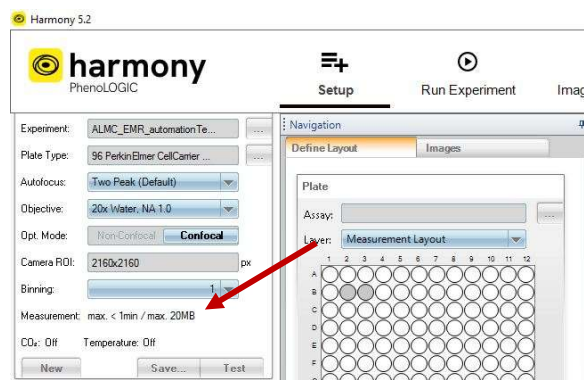 Harmony 5.2
harmony
PhenoLOGIC
Setup
Run Experiment
Imag
Experiment: ALMC_EMR_automation Te... ...
Plate Type: 96 PerkinElmer CellCarrier ... ...
Autofocus: Two Peak (Default)
Objective: 20x Water, NA 1.0
Opt. Mode: Non-Confocal Confocal
Camera ROI: 2160x2160 px
Binning: 1
Measurement: max. < 1min / max. 20MB
CO₂: Off Temperature: Off
New Save... Test
Navigation
Define Layout Images
Plate
Assay: ...
Layer: Measurement Layout
1 2 3 4 5 6 7 8 9 10 11 12
A
B
C
D
E
F